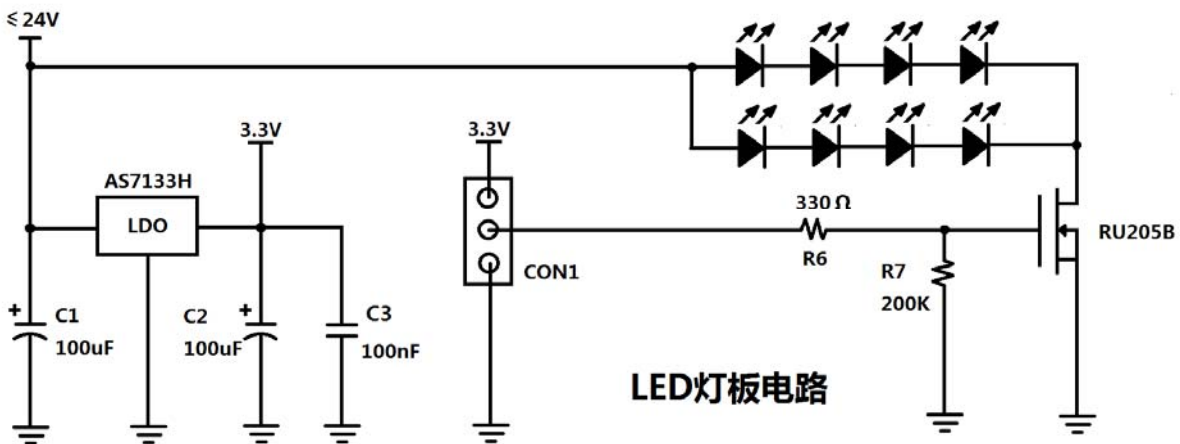 ≤24V
3.3V
3.3V
AS7133H
LDO
330Ω
R6
RU205B
R7
200K
CON1
+
C1
100uF
C2
+
100uF
C3
100nF
LED灯板电路